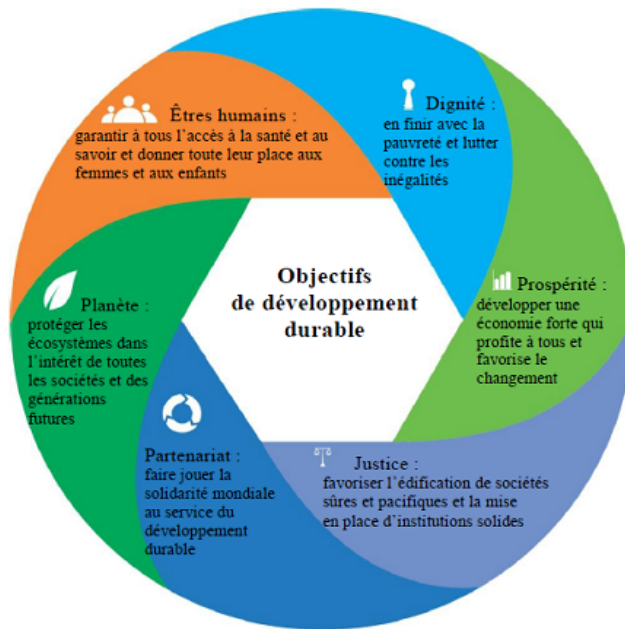 Objectifs
de développement
durable
Dignité :
en finir avec la
pauvreté et lutter
contre les
inégalités
Prospérité :
développer une
économie forte qui
profite à tous et
favorise le
changement
Justice :
favoriser l'édification de sociétés
sûres et pacifiques et la mise
en place d'institutions solides
Partenariat :
faire jouer la
solidarité mondiale
au service du
développement
durable
Planète :
protéger les
écosystèmes dans
l'intérêt de toutes
les sociétés et des
générations
futures
Êtres humains :
garantir à tous l'accès à la santé et au
savoir et donner toute leur place aux
femmes et aux enfants